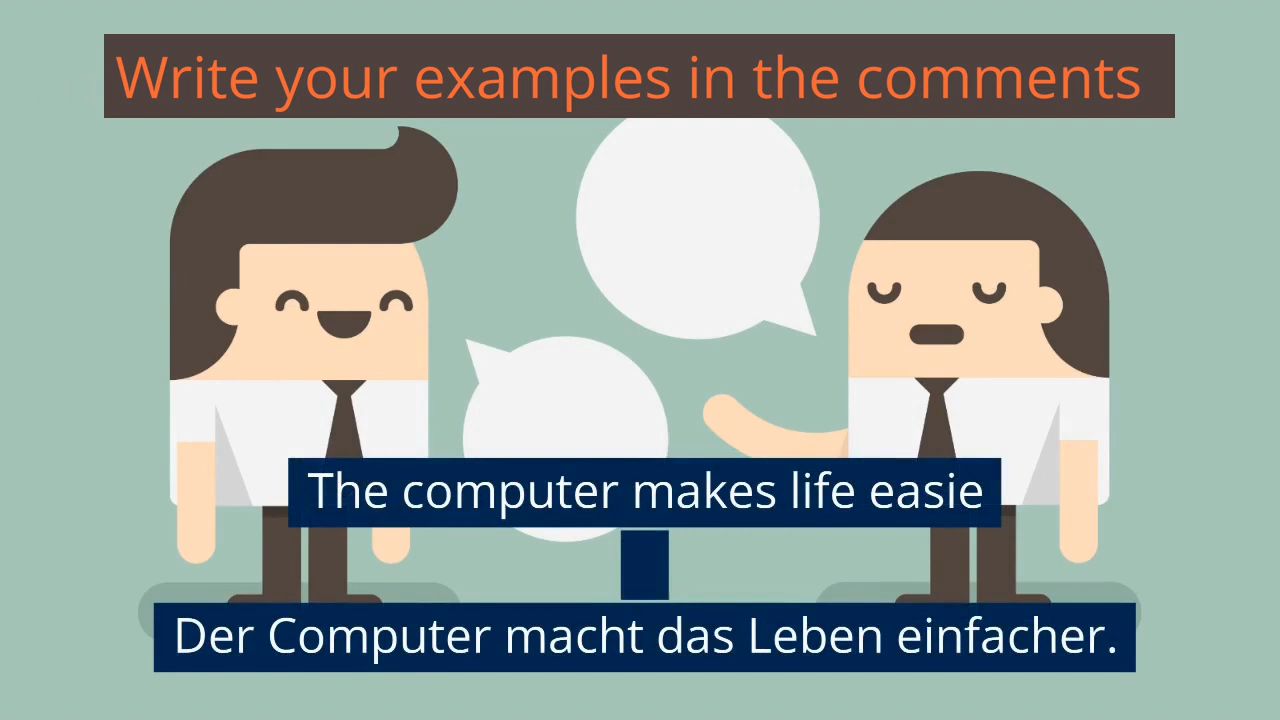 Write your examples in the comments
The computer makes life easie
Der Computer macht das Leben einfacher.